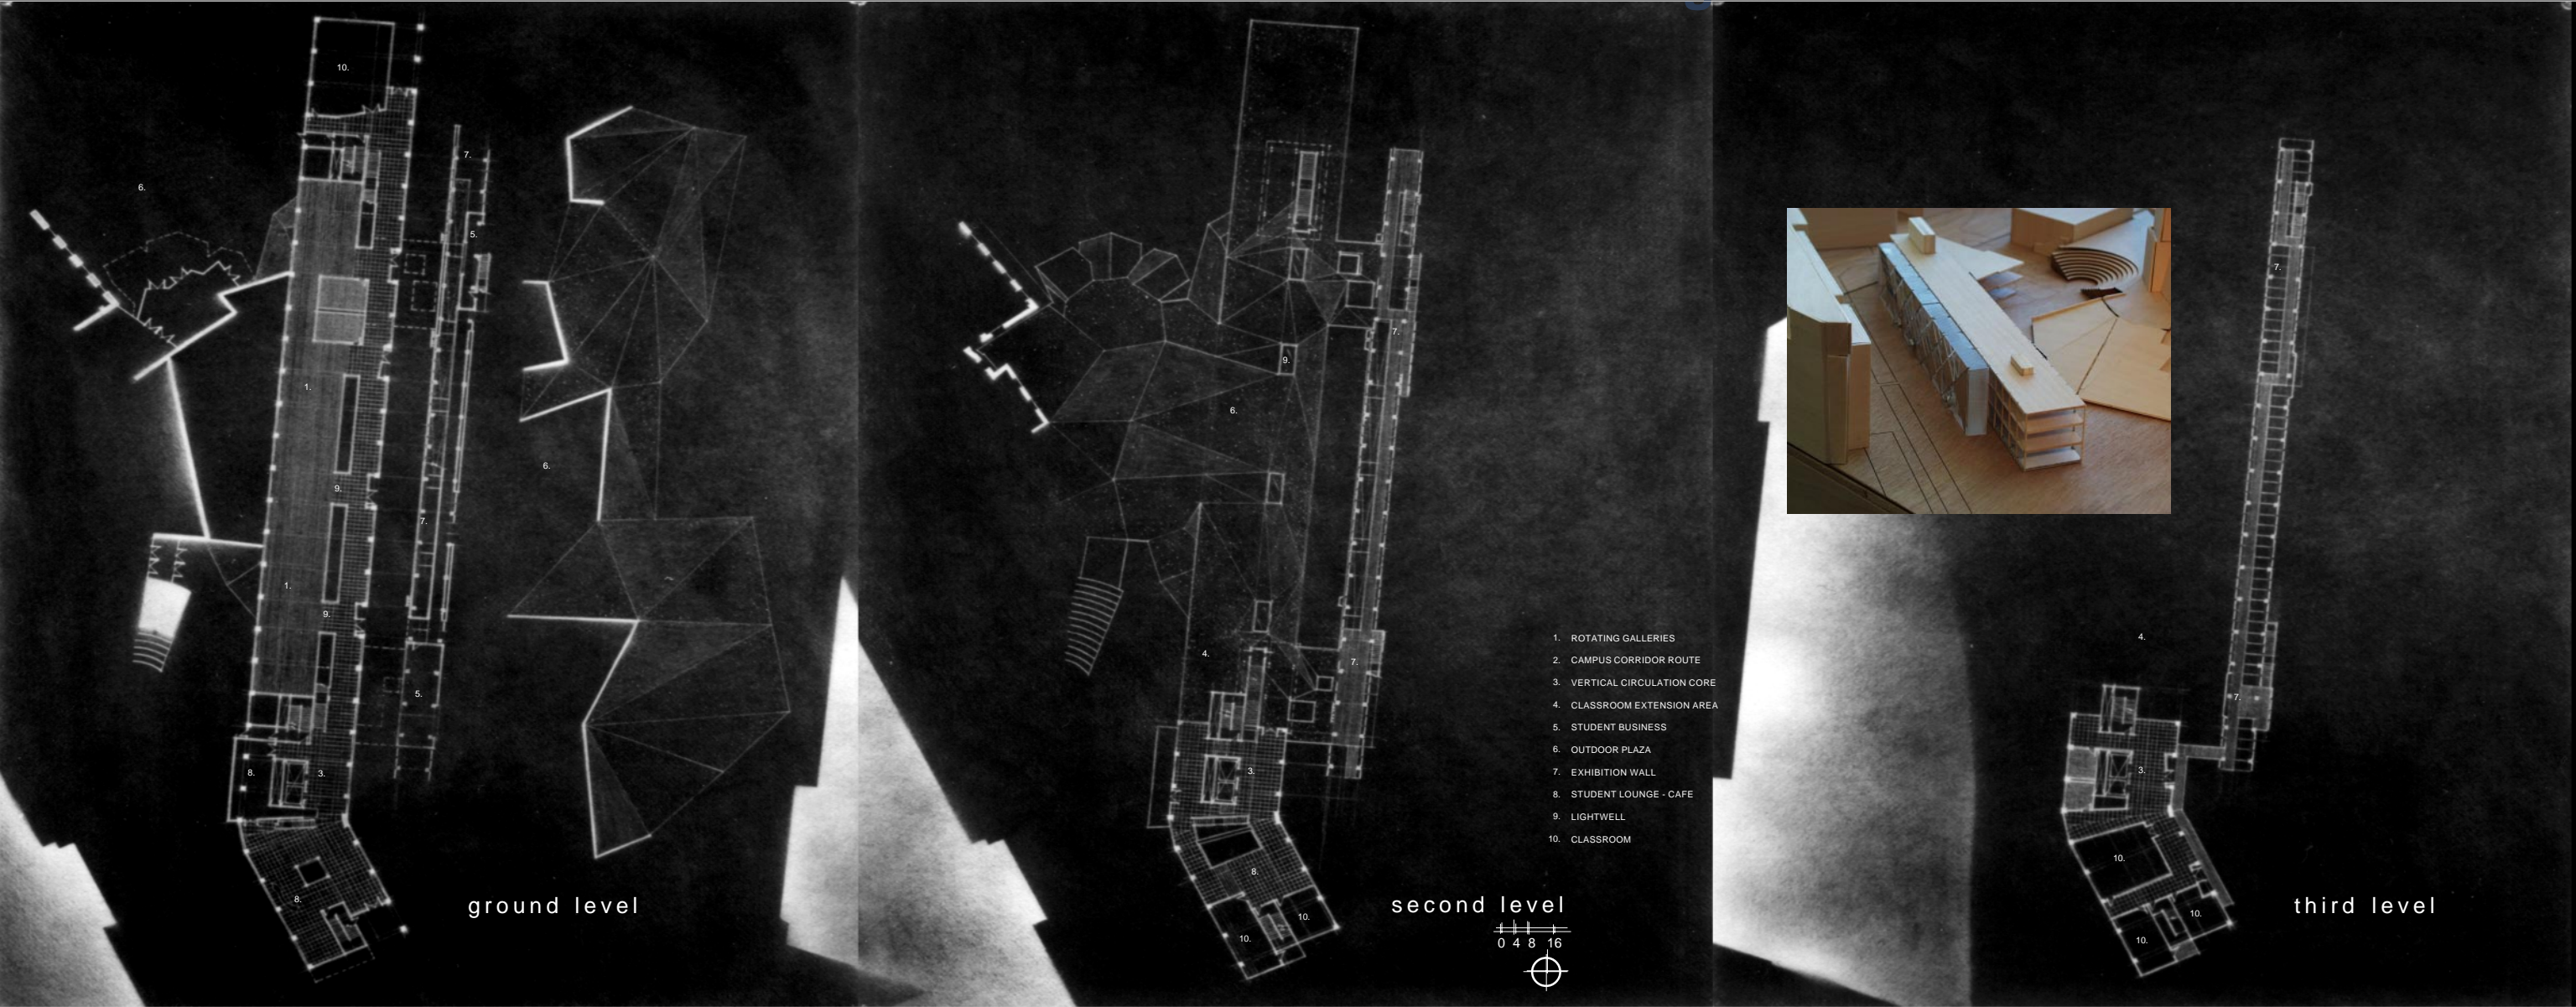 10.
7.
6.
5.
1.
6.
9.
7.
1.
9.
5.
8.
3.
8.
ground level
7.
9.
6.
4.
7.
3.
8.
10.
10.
1. ROTATING GALLERIES
2. CAMPUS CORRIDOR ROUTE
3. VERTICAL CIRCULATION CORE
4. CLASSROOM EXTENSION AREA
5. STUDENT BUSINESS
6. OUTDOOR PLAZA
7. EXHIBITION WALL
8. STUDENT LOUNGE - CAFE
9. LIGHTWELL
10. CLASSROOM
second level
0 4 8 16
7.
4.
7.
3.
10.
10.
10.
third level